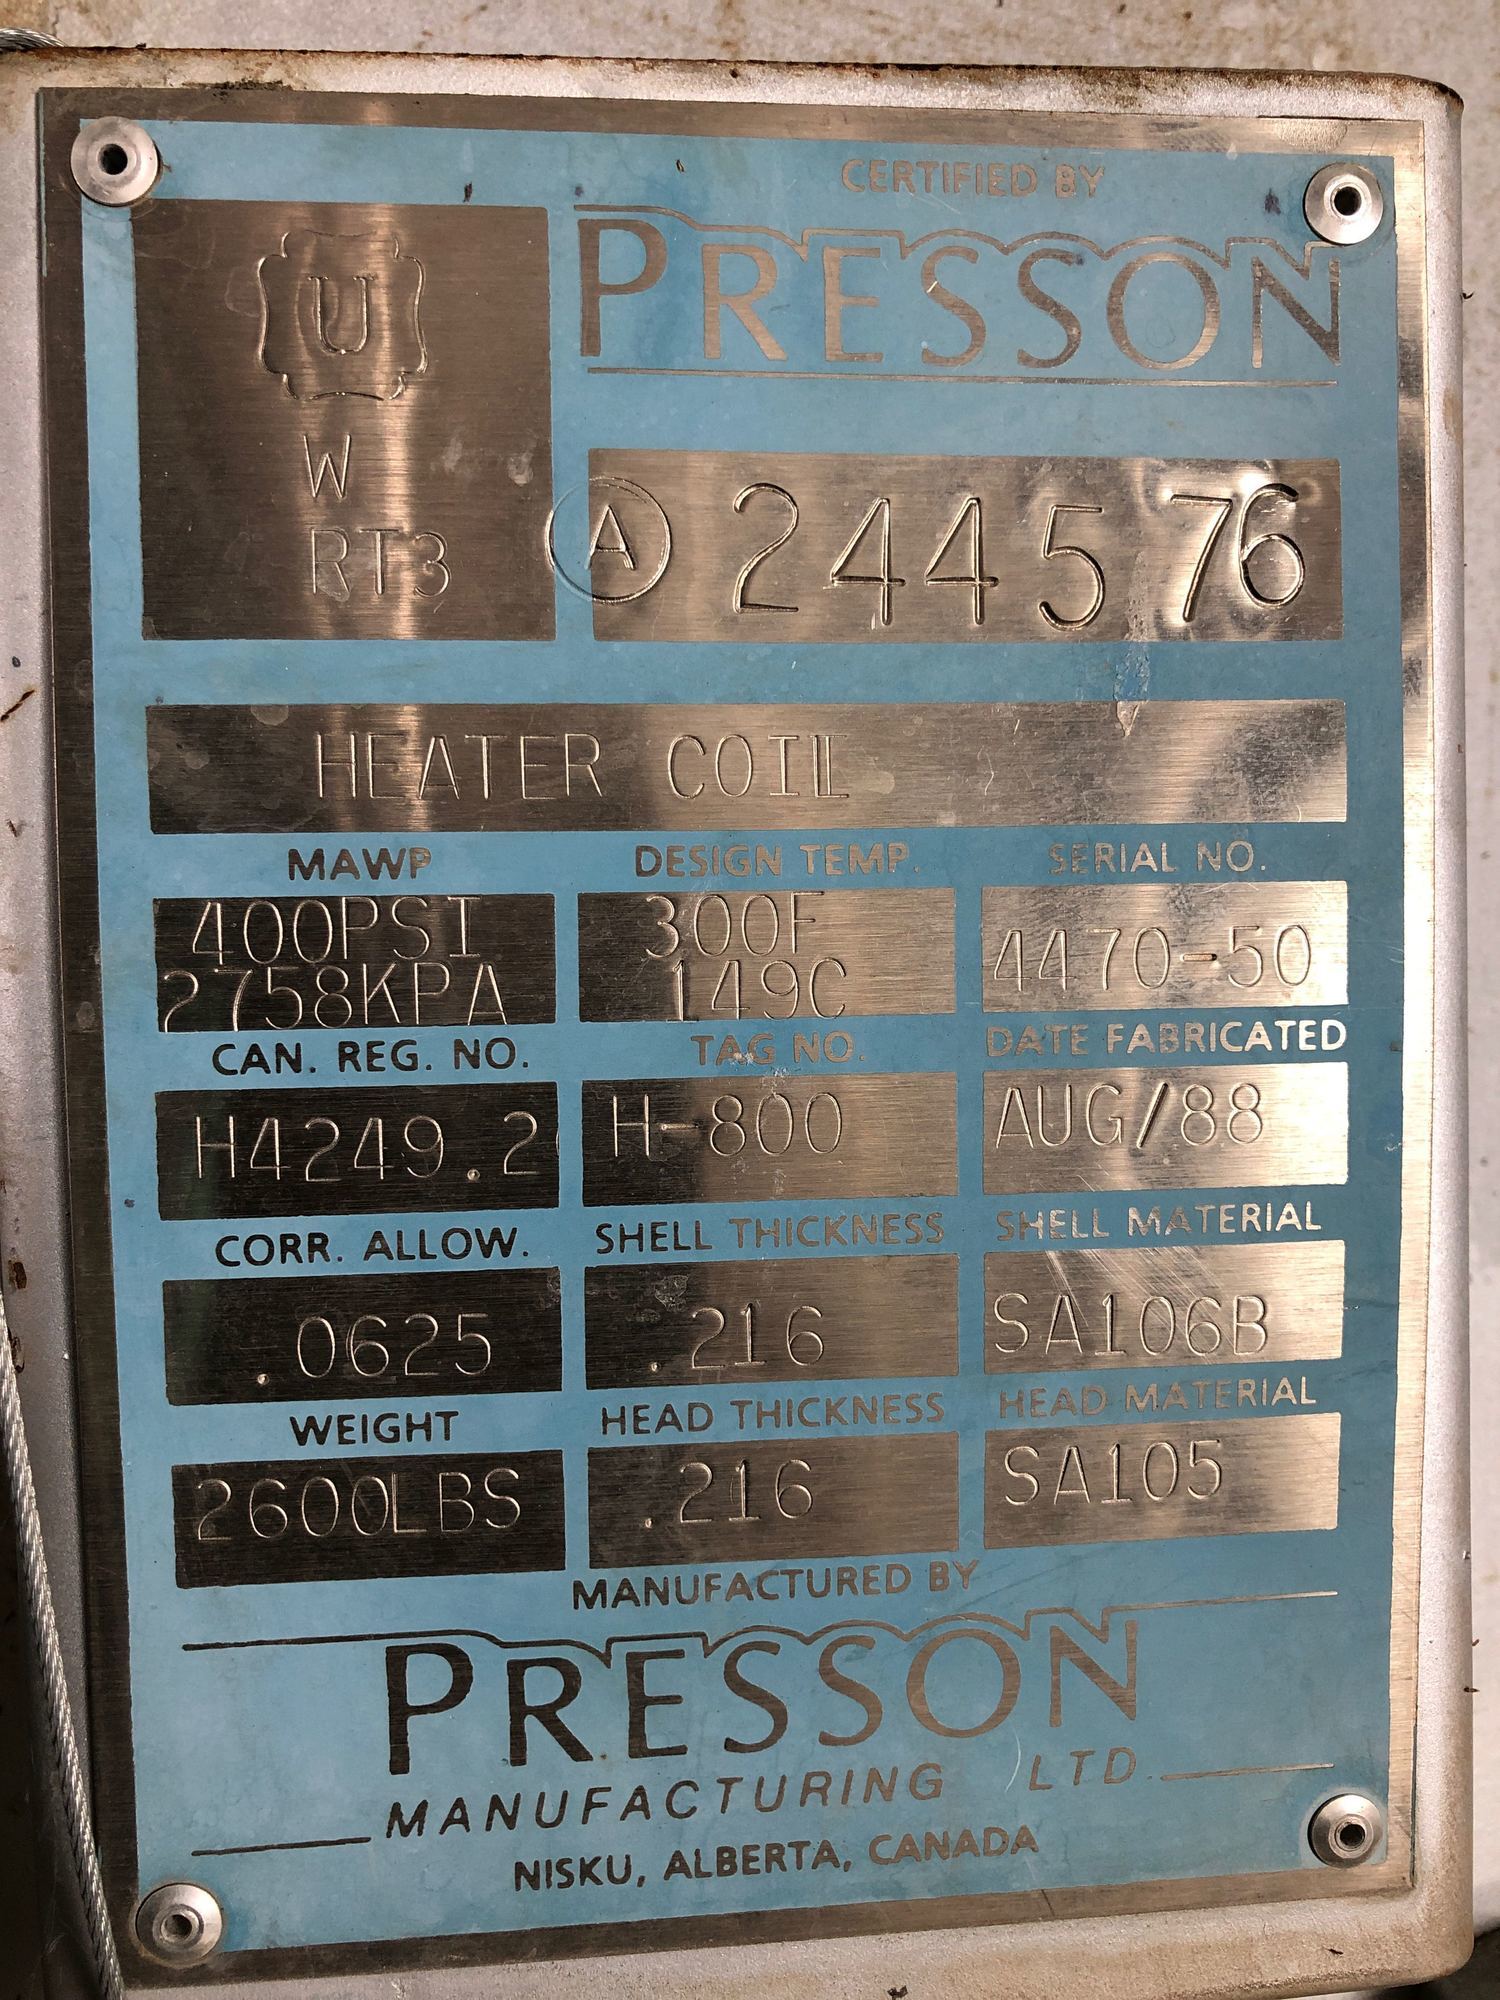 CERTIFIED BY
PRESSON
U
W
RT3
A 244576
HEATER COIL
MAWP DESIGN TEMP. SERIAL NO.
400PSI 300F 4470-50
2758KPA 149C
CAN. REG. NO. TAG NO. DATE FABRICATED
H4249.2 H-800 AUG/88
CORR. ALLOW. SHELL THICKNESS SHELL MATERIAL
.0625 .216 SA106B
WEIGHT HEAD THICKNESS HEAD MATERIAL
2600LBS .216 SA105
MANUFACTURED BY
PRESSON
MANUFACTURING LTD.
NISKU, ALBERTA, CANADA